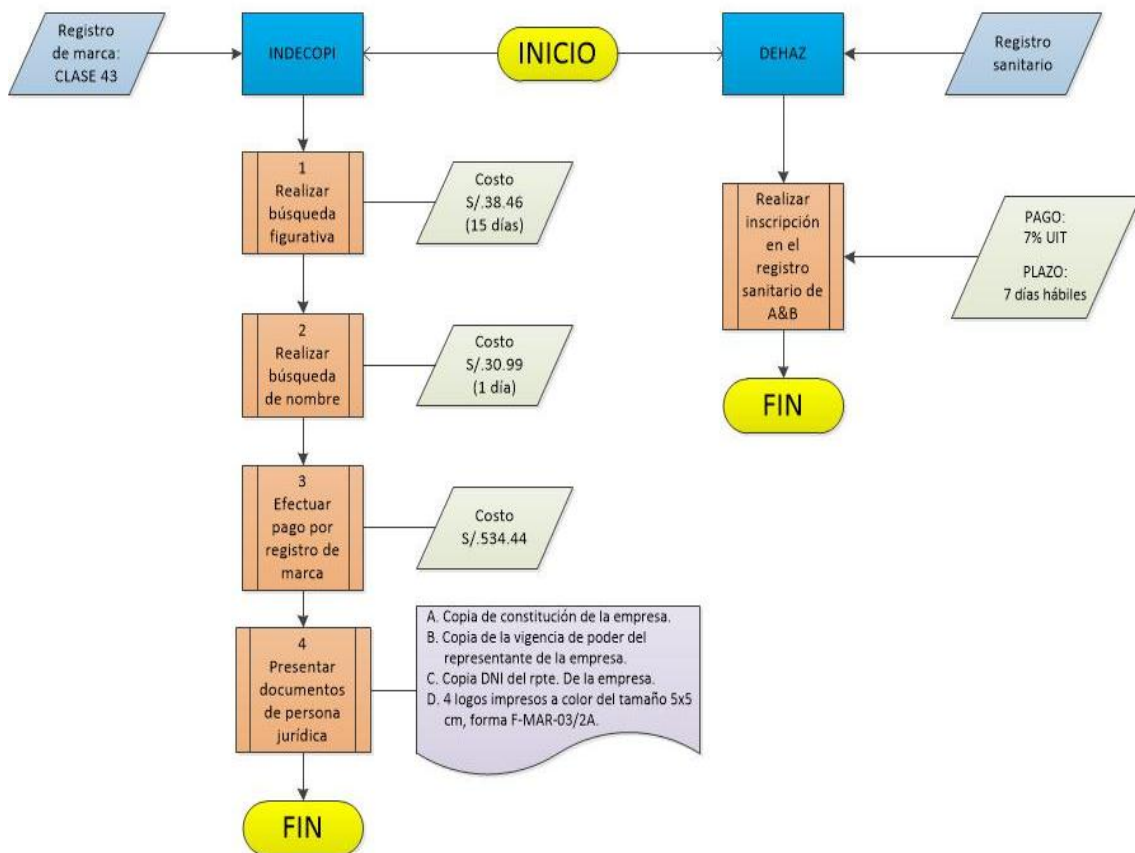 Registro
de marca:
CLASE 43
INDECOPI
INICIO
DEHAZ
Registro
sanitario
1
Realizar
búsqueda
figurativa
Costo
S/.38.46
(15 días)
2
Realizar
búsqueda
de nombre
Costo
S/.30.99
(1 día)
3
Efectuar
pago por
registro de
marca
Costo
S/.534.44
4
Presentar
documentos
de persona
jurídica
A. Copia de constitución de la empresa.
B. Copia de la vigencia de poder del
representante de la empresa.
C. Copia DNI del rpte. De la empresa.
D. 4 logos impresos a color del tamaño 5x5
cm, forma F-MAR-03/2A.
FIN
Realizar
inscripción
en el
registro
sanitario de
A&B
PAGO:
7% UIT
PLAZO:
7 días hábiles
FIN